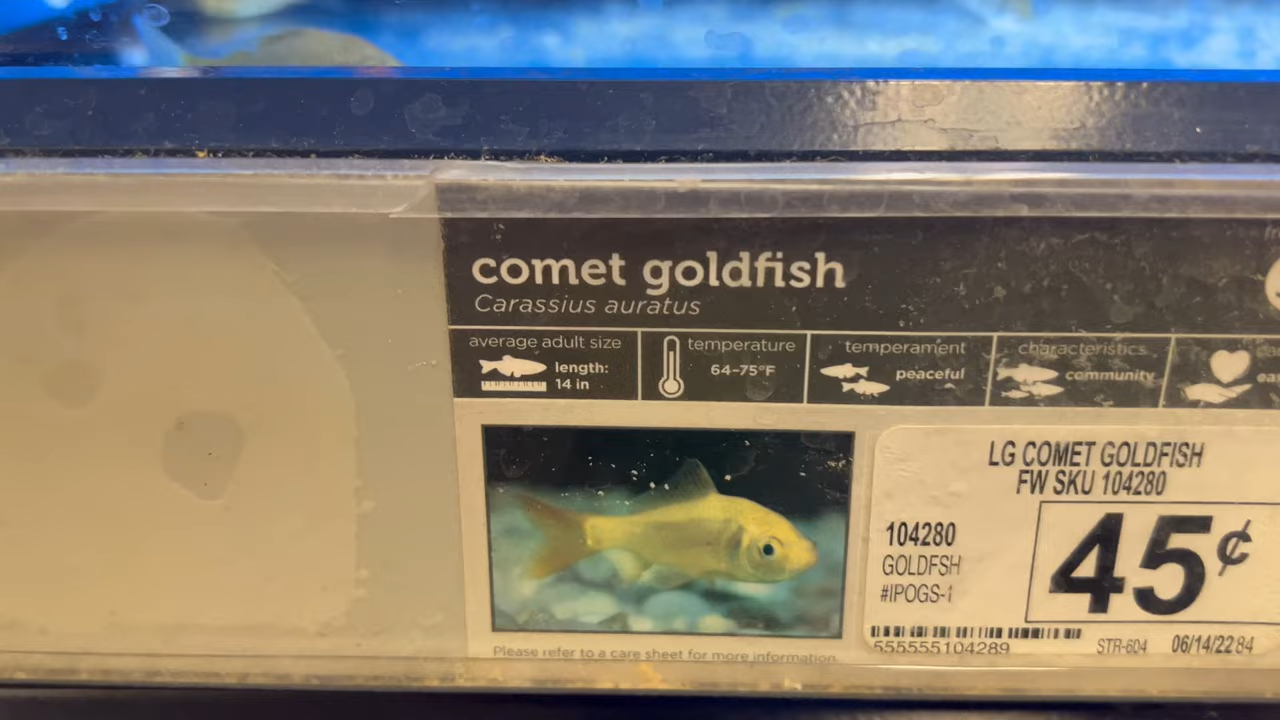 comet goldfish
Carassius auratus
average adult size
length:
14 in
temperature
64-75°F
temperament
peaceful
characteristics
community
LG COMET GOLDFISH
FW SKU 104280
104280
GOLDFSH
#IPOGS-1
45¢
555555104289
STR-604 06/14/22 84
Please refer to a care sheet for more information.